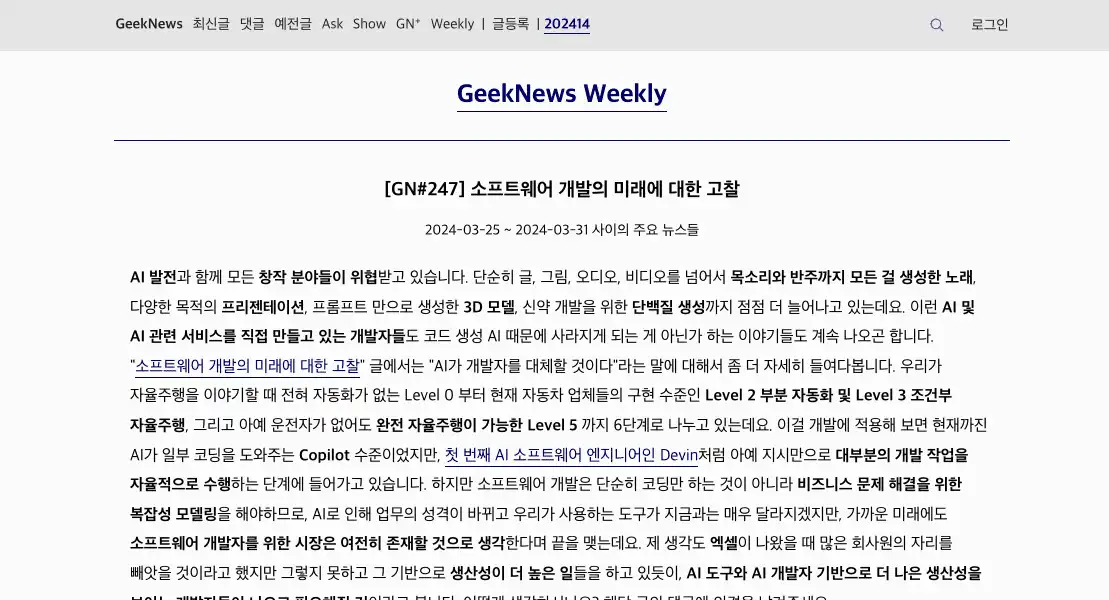 GeekNews 최신글 댓글 예전글 Ask Show GN⁺ Weekly | 글등록 | 202414 로그인
GeekNews Weekly
[GN#247] 소프트웨어 개발의 미래에 대한 고찰
2024-03-25 ~ 2024-03-31 사이의 주요 뉴스들
AI 발전과 함께 모든 창작 분야들이 위협받고 있습니다. 단순히 글, 그림, 오디오, 비디오를 넘어서 목소리와 반주까지 모든 걸 생성한 노래,
다양한 목적의 프리젠테이션, 프롬프트 만으로 생성한 3D 모델, 신약 개발을 위한 단백질 생성까지 점점 더 늘어나고 있는데요. 이런 AI 및
AI 관련 서비스를 직접 만들고 있는 개발자들도 코드 생성 AI 때문에 사라지게 되는 게 아닌가 하는 이야기들도 계속 나오곤 합니다.
"소프트웨어 개발의 미래에 대한 고찰" 글에서는 "AI가 개발자를 대체할 것이다"라는 말에 대해서 좀 더 자세히 들여다봅니다. 우리가
자율주행을 이야기할 때 전혀 자동화가 없는 Level 0 부터 현재 자동차 업체들의 구현 수준인 Level 2 부분 자동화 및 Level 3 조건부
자율주행, 그리고 아예 운전자가 없어도 완전 자율주행이 가능한 Level 5 까지 6단계로 나누고 있는데요. 이걸 개발에 적용해 보면 현재까진
AI가 일부 코딩을 도와주는 Copilot 수준이었지만, 첫 번째 AI 소프트웨어 엔지니어인 Devin처럼 아예 지시만으로 대부분의 개발 작업을
자율적으로 수행하는 단계에 들어가고 있습니다. 하지만 소프트웨어 개발은 단순히 코딩만 하는 것이 아니라 비즈니스 문제 해결을 위한
복잡성 모델링을 해야하므로, AI로 인해 업무의 성격이 바뀌고 우리가 사용하는 도구가 지금과는 매우 달라지겠지만, 가까운 미래에도
소프트웨어 개발자를 위한 시장은 여전히 존재할 것으로 생각한다며 끝을 맺는데요. 제 생각도 엑셀이 나왔을 때 많은 회사원의 자리를
빼앗을 것이라고 했지만 그렇지 못하고 그 기반으로 생산성이 더 높은 일들을 하고 있듯이, AI 도구와 AI 개발자 기반으로 더 나은 생산성을